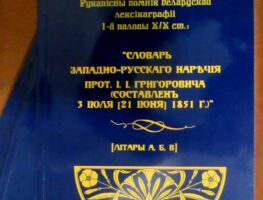 Рукапісны помнік беларускай
лексікаграфіі
1-й паловы XIX ст.:
"СЛОВАРЬ
ЗАПАДНО-РУССКАГО НАРѢЧІЯ
ПРОТ. І. І. ГРИГОРОВИЧА
(СОСТАВЛЕНЪ
3 ІЮЛЯ [21 ІЮНЯ] 1851 Г.)"
[ЛІТАРЫ А, Б, В]